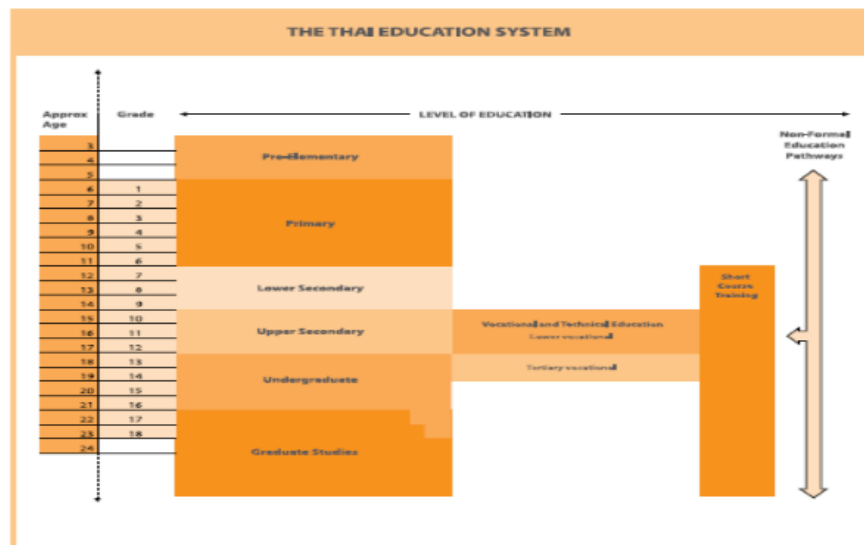 THE THAI EDUCATION SYSTEM
Approx
Age
Grade
LEVEL OF EDUCATION
Non-Formal
Education
Pathways
3
4
5
6 1
7 2
8 3
9 4
10 5
11 6
12 7
13 8
14 9
15 10
16 11
17 12
18 13
19 14
20 15
21 16
22 17
23 18
24
Pre-Elementary
Primary
Lower Secondary
Upper Secondary
Undergraduate
Graduate Studies
Vocational and Technical Education
Lower vocational
Tertiary vocational
Short
Course
Training